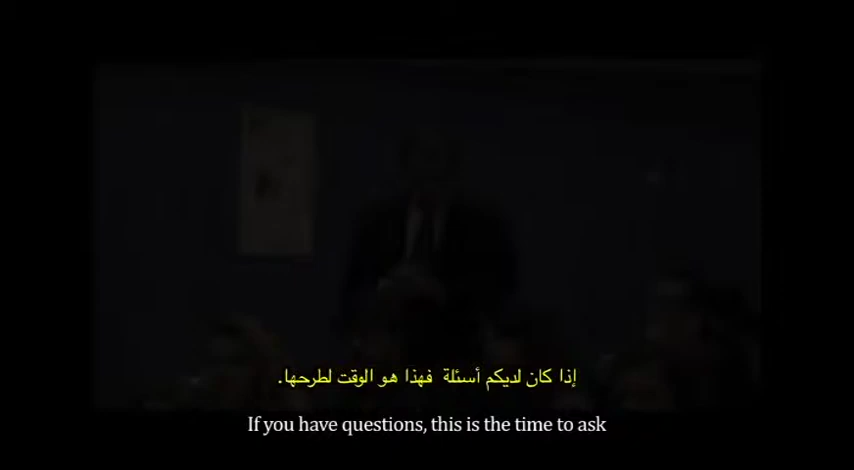 إذا كان لديكم أسئلة فهذا هو الوقت لطرحها.
If you have questions, this is the time to ask